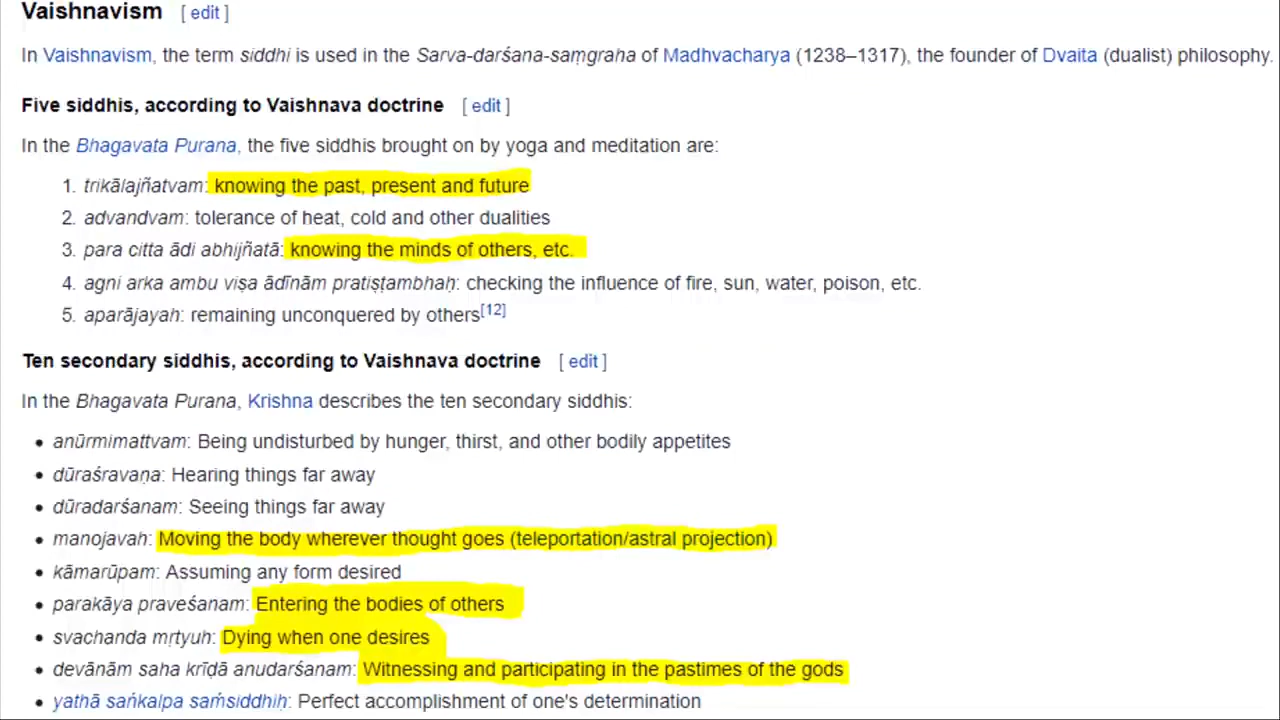 Vaishnavism [ edit ]
In Vaishnavism, the term siddhi is used in the Sarva-darśana-saṃgraha of Madhvacharya (1238–1317), the founder of Dvaita (dualist) philosophy.
Five siddhis, according to Vaishnava doctrine [ edit ]
In the Bhagavata Purana, the five siddhis brought on by yoga and meditation are:
1. trikālajñatvam: knowing the past, present and future
2. advandvam: tolerance of heat, cold and other dualities
3. para citta ādi abhijñatā: knowing the minds of others, etc.
4. agni arka ambu viṣa ādīnām pratiṣṭambhaḥ: checking the influence of fire, sun, water, poison, etc.
5. aparājayaḥ: remaining unconquered by others[12]
Ten secondary siddhis, according to Vaishnava doctrine [ edit ]
In the Bhagavata Purana, Krishna describes the ten secondary siddhis:
• anūrmimattvam: Being undisturbed by hunger, thirst, and other bodily appetites
• dūraśravaṇa: Hearing things far away
• dūradarśanam: Seeing things far away
• manojavaḥ: Moving the body wherever thought goes (teleportation/astral projection)
• kāmarūpam: Assuming any form desired
• parakāya praveśanam: Entering the bodies of others
• svachanda mṛtyuh: Dying when one desires
• devānām saha krīḍā anudarśanam: Witnessing and participating in the pastimes of the gods
• yathā saṅkalpa saṁsiddhiḥ: Perfect accomplishment of one's determination